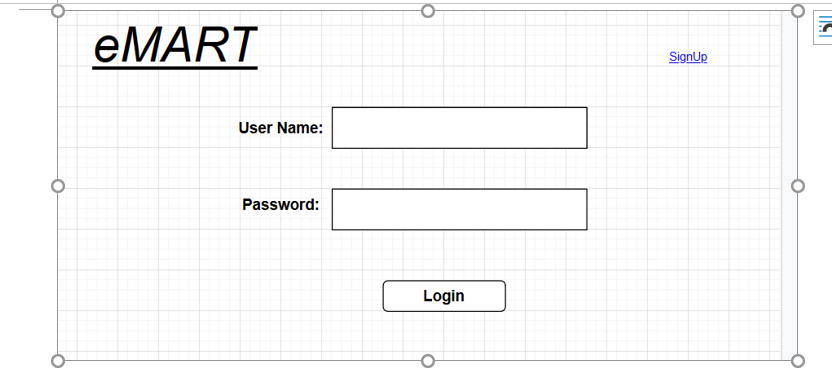 eMART
SignUp
User Name:
Password:
Login